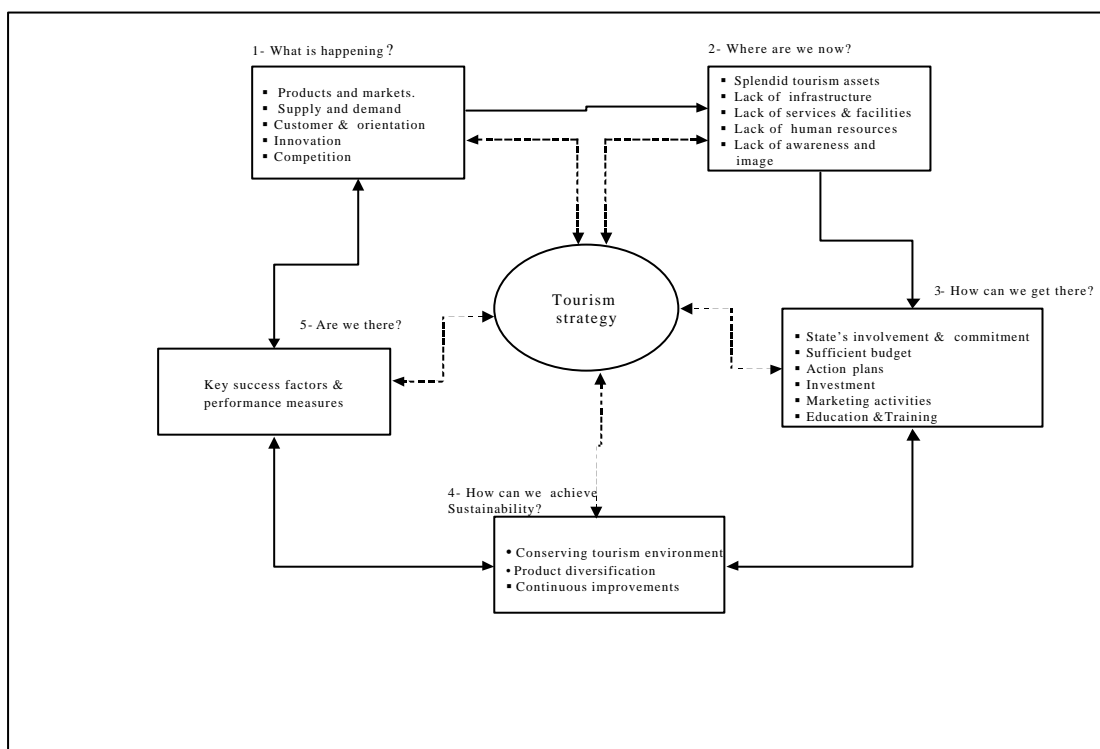 1- What is happening?
▪ Products and markets.
▪ Supply and demand
▪ Customer & orientation
▪ Innovation
▪ Competition
2- Where are we now?
▪ Splendid tourism assets
▪ Lack of infrastructure
▪ Lack of services & facilities
▪ Lack of human resources
▪ Lack of awareness and
image
Tourism
strategy
3- How can we get there?
▪ State's involvement & commitment
▪ Sufficient budget
▪ Action plans
▪ Investment
▪ Marketing activities
▪ Education &Training
4- How can we achieve
Sustainability?
• Conserving tourism environment
• Product diversification
▪ Continuous improvements
5- Are we there?
Key success factors &
performance measures